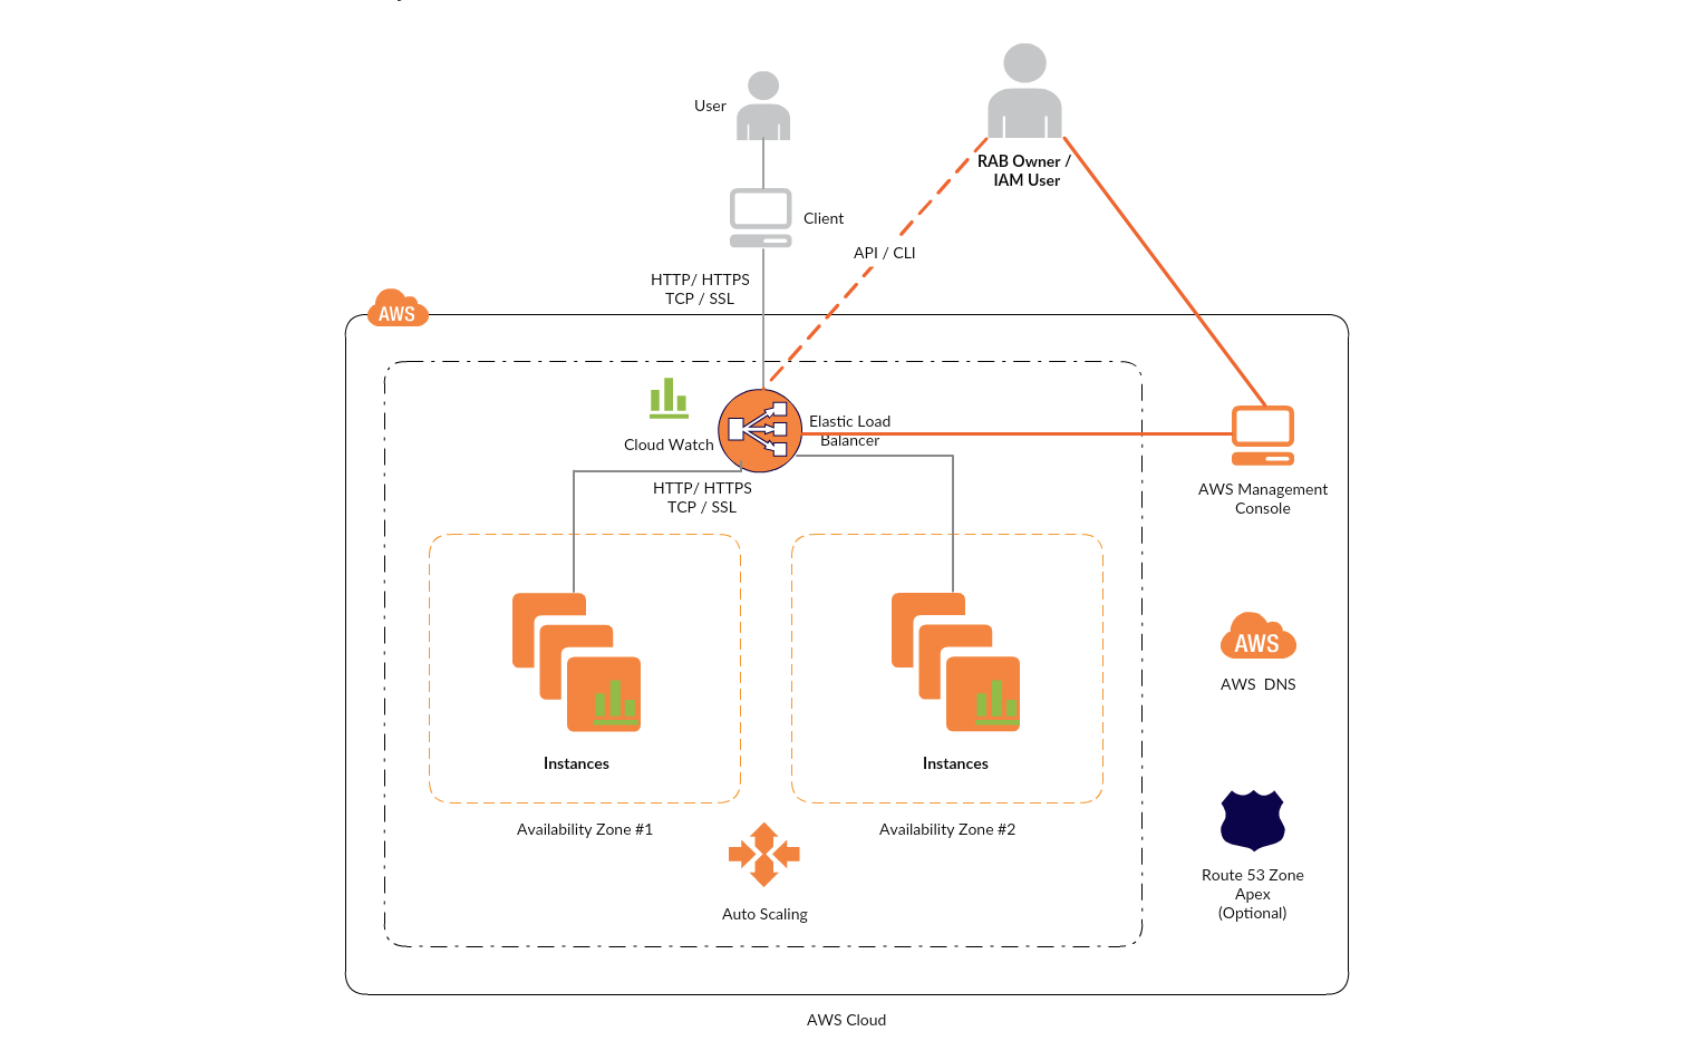 User
RAB Owner /
IAM User
Client
API / CLI
HTTP/ HTTPS
TCP / SSL
AWS
Elastic Load
Balancer
Cloud Watch
HTTP/ HTTPS
TCP / SSL
AWS Management
Console
AWS
AWS DNS
Instances
Instances
Availability Zone #1
Availability Zone #2
Route 53 Zone
Apex
(Optional)
Auto Scaling
AWS Cloud